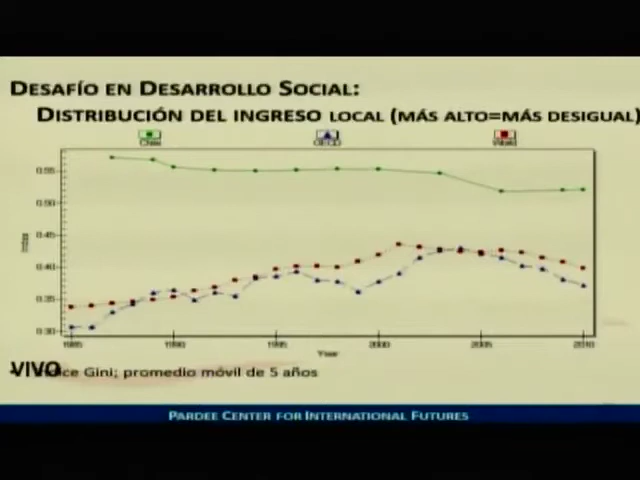 DESAFÍO EN DESARROLLO SOCIAL:
DISTRIBUCIÓN DEL INGRESO LOCAL (MÁS ALTO=MÁS DESIGUAL)
Chile OECD World
0.55
0.50
0.45
0.40
0.35
0.30
Index
1985 1990 1995 2000 2005 2010
Year
VIVO
Gini; promedio móvil de 5 años
PARDEE CENTER FOR INTERNATIONAL FUTURES